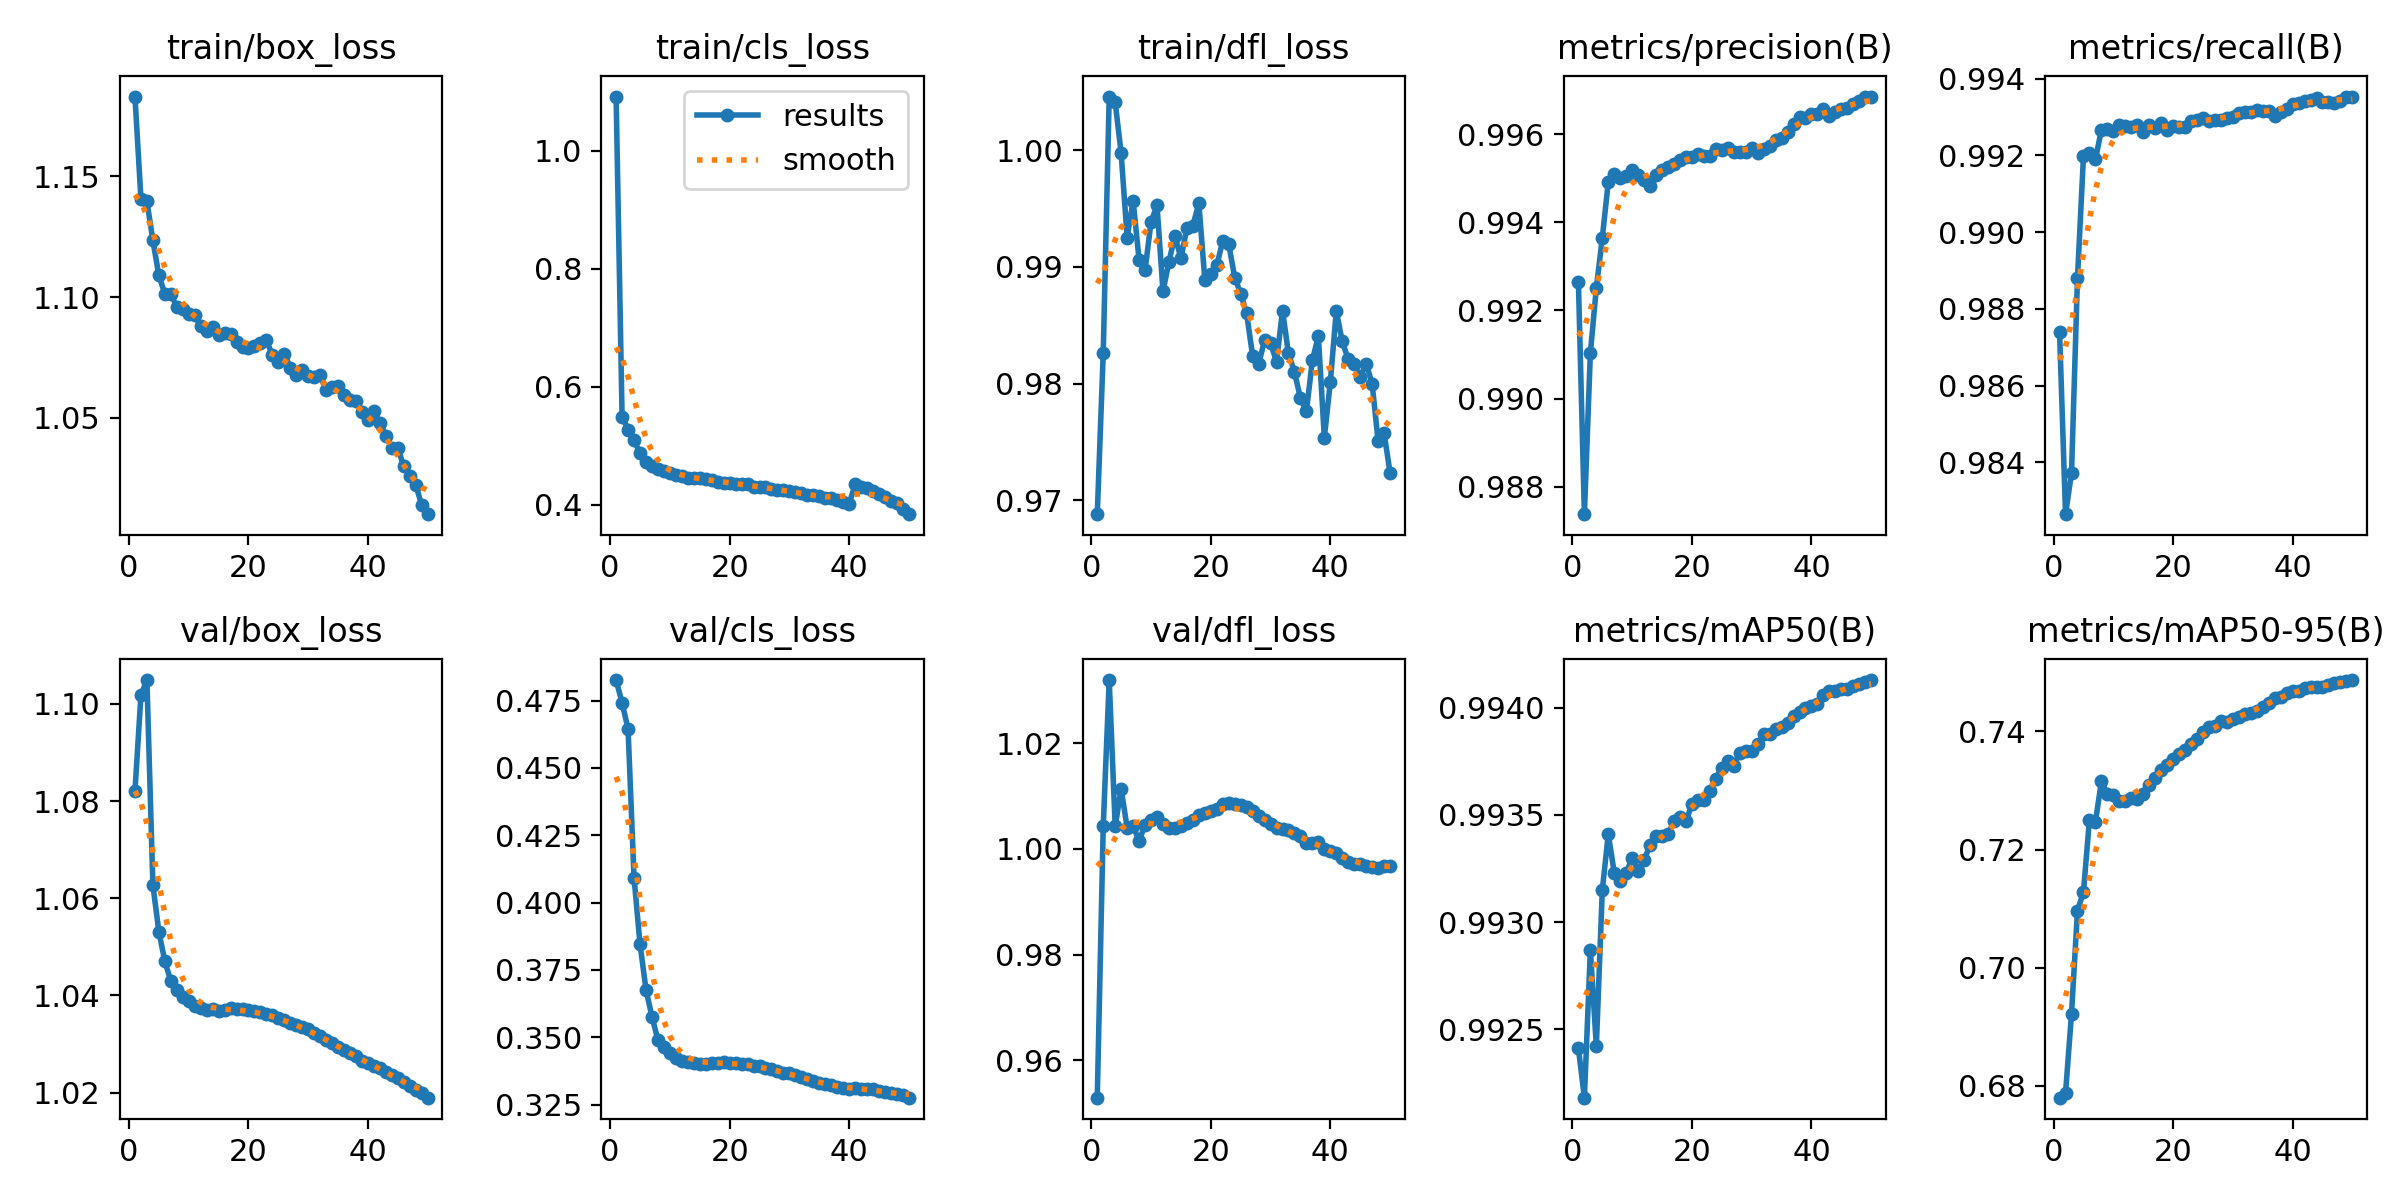 train/box_loss
1.15
1.10
1.05
0 20 40
train/cls_loss
results
smooth
1.0
0.8
0.6
0.4
0 20 40
train/dfl_loss
1.00
0.99
0.98
0.97
0 20 40
metrics/precision(B)
0.996
0.994
0.992
0.990
0.988
0 20 40
metrics/recall(B)
0.994
0.992
0.990
0.988
0.986
0.984
0 20 40
val/box_loss
1.10
1.08
1.06
1.04
1.02
0 20 40
val/cls_loss
0.475
0.450
0.425
0.400
0.375
0.350
0.325
0 20 40
val/dfl_loss
1.02
1.00
0.98
0.96
0 20 40
metrics/mAP50(B)
0.9940
0.9935
0.9930
0.9925
0 20 40
metrics/mAP50-95(B)
0.74
0.72
0.70
0.68
0 20 40